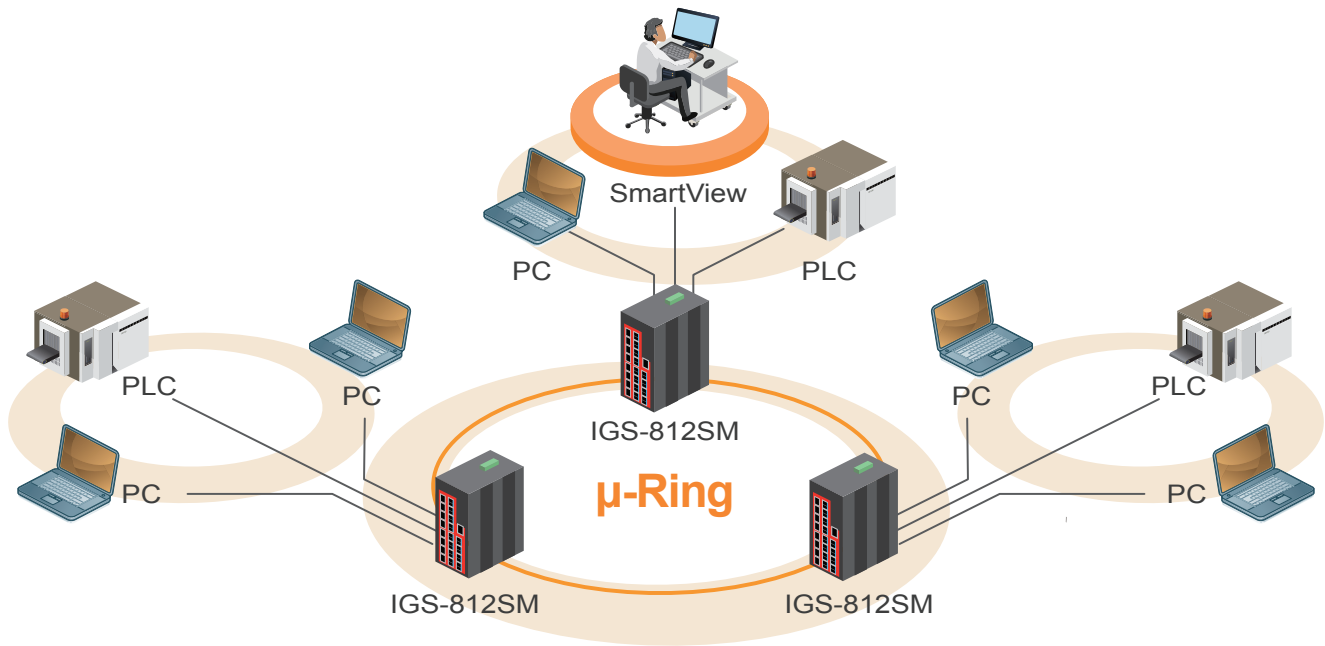 SmartView
PC
PLC
PLC
PC
PC
PLC
IGS-812SM
µ-Ring
PC
PC
IGS-812SM
IGS-812SM